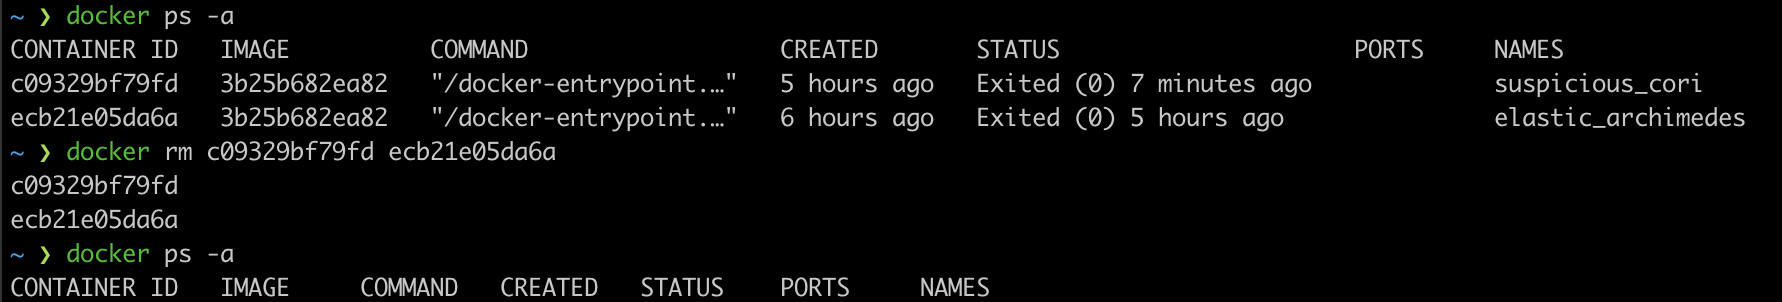 ~ ❯ docker ps -a
CONTAINER ID   IMAGE          COMMAND                  CREATED       STATUS                     PORTS     NAMES
c09329bf79fd   3b25b682ea82   "/docker-entrypoint.…"   5 hours ago   Exited (0) 7 minutes ago             suspicious_cori
ecb21e05da6a   3b25b682ea82   "/docker-entrypoint.…"   6 hours ago   Exited (0) 5 hours ago               elastic_archimedes
~ ❯ docker rm c09329bf79fd ecb21e05da6a
c09329bf79fd
ecb21e05da6a
~ ❯ docker ps -a
CONTAINER ID   IMAGE     COMMAND   CREATED   STATUS    PORTS     NAMES